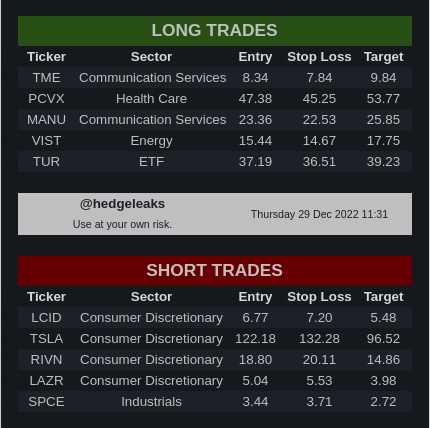 LONG TRADES
Ticker Sector Entry Stop Loss Target
TME Communication Services 8.34 7.84 9.84
PCVX Health Care 47.38 45.25 53.77
MANU Communication Services 23.36 22.53 25.85
VIST Energy 15.44 14.67 17.75
TUR ETF 37.19 36.51 39.23
@hedgeleaks
Use at your own risk.
Thursday 29 Dec 2022 11:31
SHORT TRADES
Ticker Sector Entry Stop Loss Target
LCID Consumer Discretionary 6.77 7.20 5.48
TSLA Consumer Discretionary 122.18 132.28 96.52
RIVN Consumer Discretionary 18.80 20.11 14.86
LAZR Consumer Discretionary 5.04 5.53 3.98
SPCE Industrials 3.44 3.71 2.72